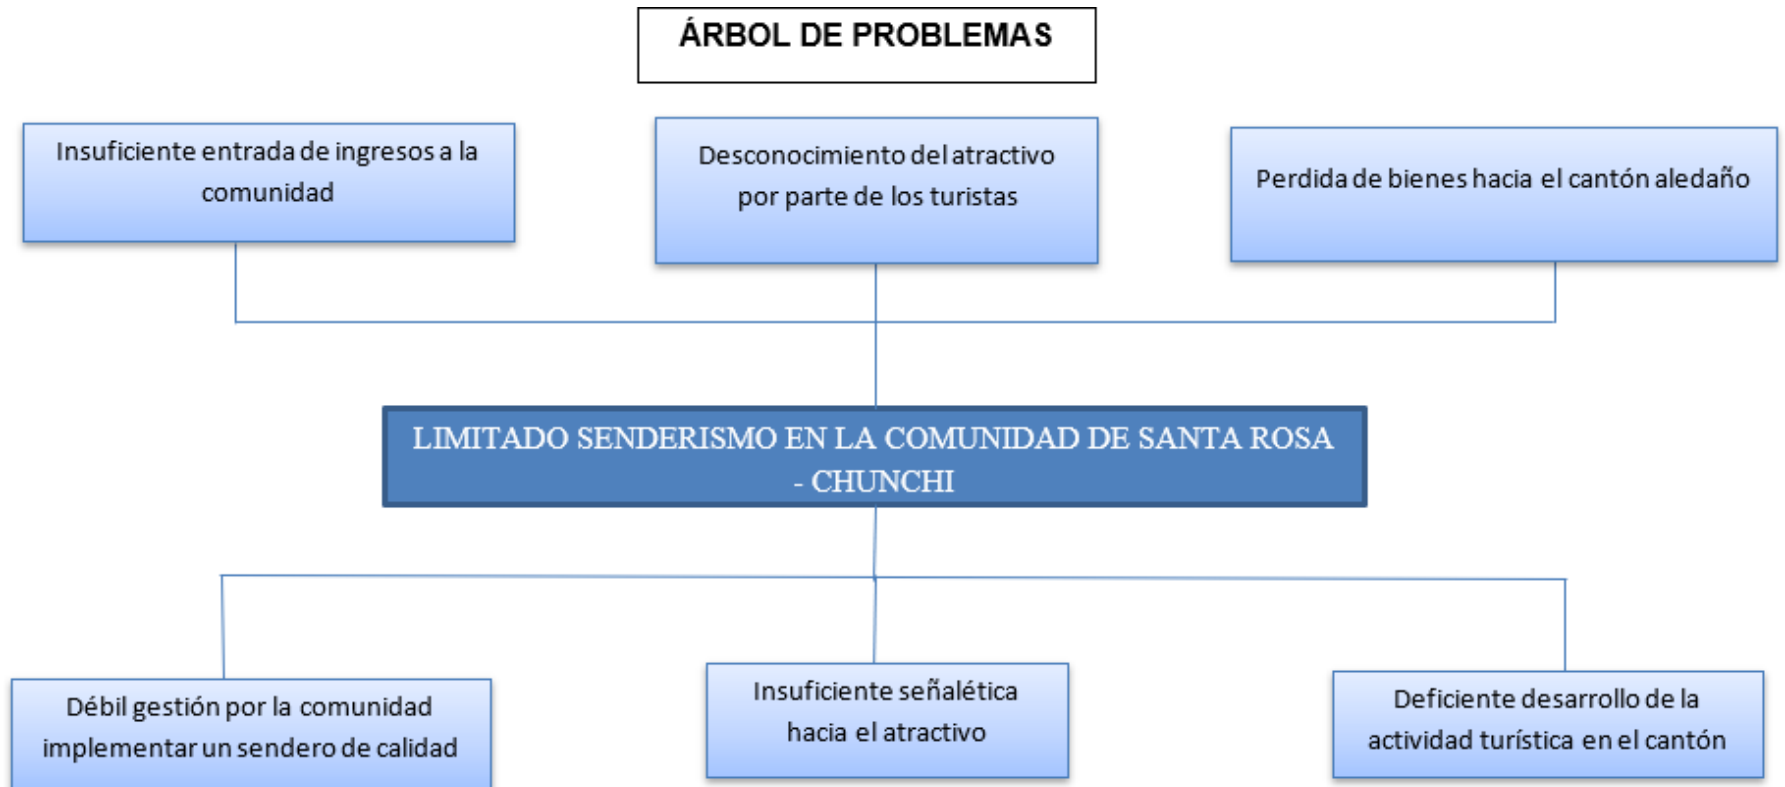 ÁRBOL DE PROBLEMAS
Insuficiente entrada de ingresos a la
comunidad
Desconocimiento del atractivo
por parte de los turistas
Perdida de bienes hacia el cantón aledaño
LIMITADO SENDERISMO EN LA COMUNIDAD DE SANTA ROSA
- CHUNCHI
Débil gestión por la comunidad
implementar un sendero de calidad
Insuficiente señalética
hacia el atractivo
Deficiente desarrollo de la
actividad turística en el cantón